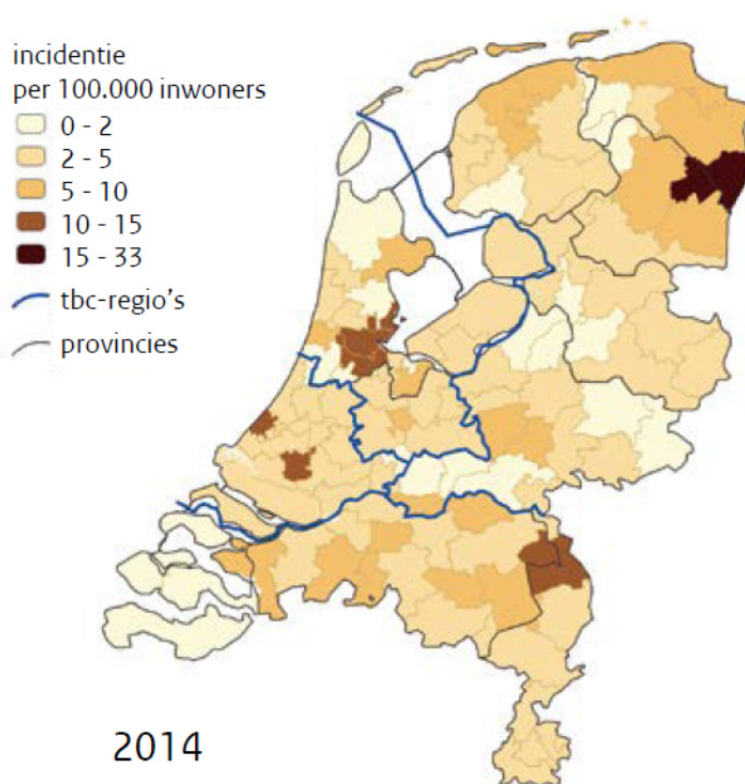 incidentie
per 100.000 inwoners
0 - 2
2 - 5
5 - 10
10 - 15
15 - 33
tbc-regio's
provincies
2014